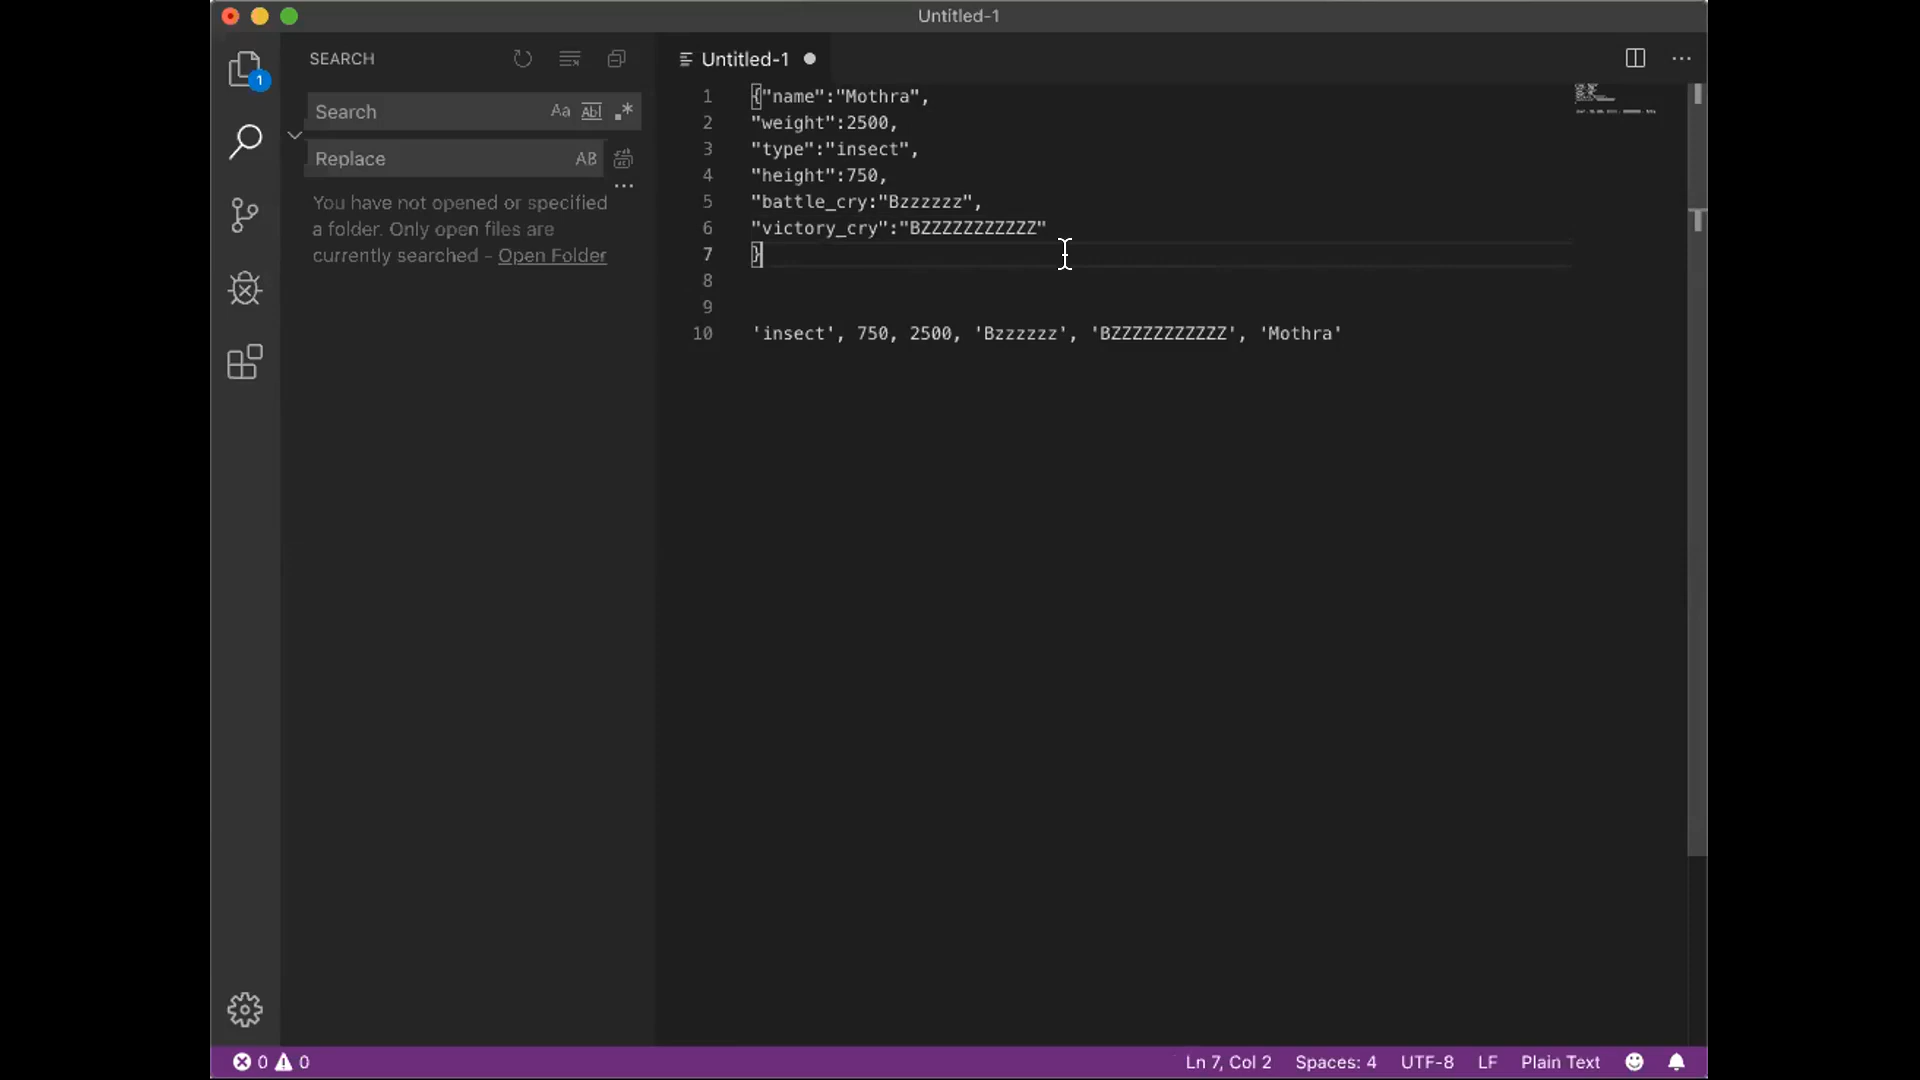 Untitled-1
SEARCH
Untitled-1
1
Search
Aa
Abl
.*
Replace
AB
...
You have not opened or specified
a folder. Only open files are
currently searched - Open Folder
1 {"name":"Mothra",
2 "weight":2500,
3 "type":"insect",
4 "height":750,
5 "battle_cry:"Bzzzzzz",
6 "victory_cry":"BZZZZZZZZZZZ"
7 }
8
9
10 'insect', 750, 2500, 'Bzzzzzz', 'BZZZZZZZZZZZ', 'Mothra'
0 0
Ln 7, Col 2 Spaces: 4 UTF-8 LF Plain Text